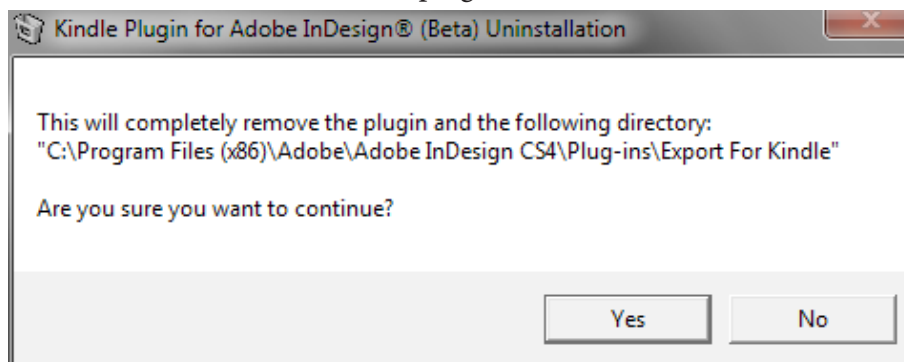 Kindle Plugin for Adobe InDesign® (Beta) Uninstallation
This will completely remove the plugin and the following directory:
"C:\Program Files (x86)\Adobe\Adobe InDesign CS4\Plug-ins\Export For Kindle"
Are you sure you want to continue?
Yes
No